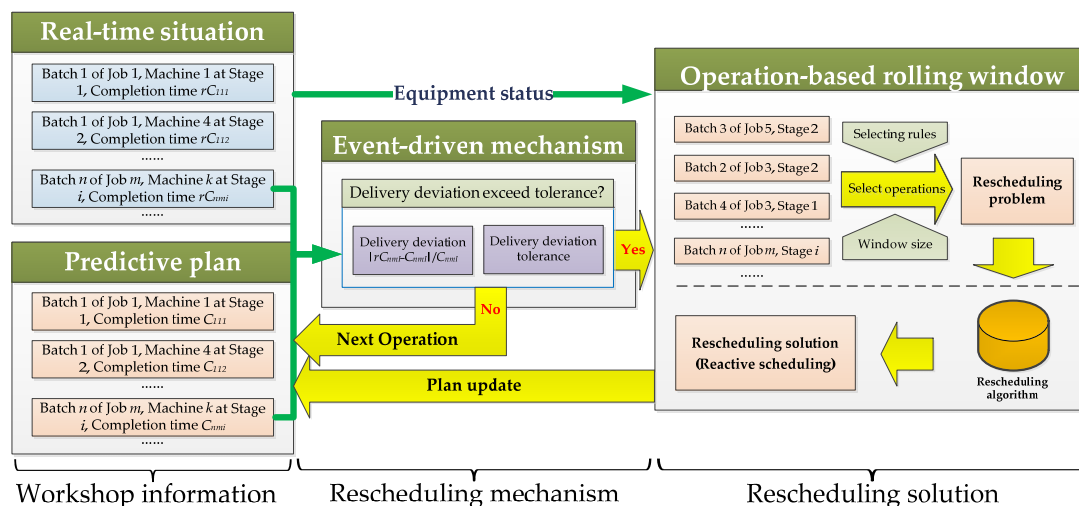 Real-time situation
Batch 1 of Job 1, Machine 1 at Stage
1, Completion time rC₁₁₁
Batch 1 of Job 1, Machine 4 at Stage
2, Completion time rC₁₁₂
......
Batch n of Job m, Machine k at Stage
i, Completion time rCₙₘᵢ
......
Predictive plan
Batch 1 of Job 1, Machine 1 at Stage
1, Completion time C₁₁₁
Batch 1 of Job 1, Machine 4 at Stage
2, Completion time C₁₁₂
......
Batch n of Job m, Machine k at Stage
i, Completion time Cₙₘᵢ
......
Workshop information
Equipment status
Event-driven mechanism
Delivery deviation exceed tolerance?
Delivery deviation
|rCₙₘᵢ-Cₙₘᵢ|/Cₙₘᵢ
Delivery deviation
tolerance
Yes
No
Next Operation
Plan update
Rescheduling mechanism
Operation-based rolling window
Batch 3 of Job 5, Stage 2
Batch 2 of Job 3, Stage 2
Batch 4 of Job 3, Stage 1
......
Batch n of Job m, Stage i
......
Selecting rules
Select operations
Window size
Rescheduling
problem
Rescheduling solution
(Reactive scheduling)
Rescheduling
algorithm
Rescheduling solution